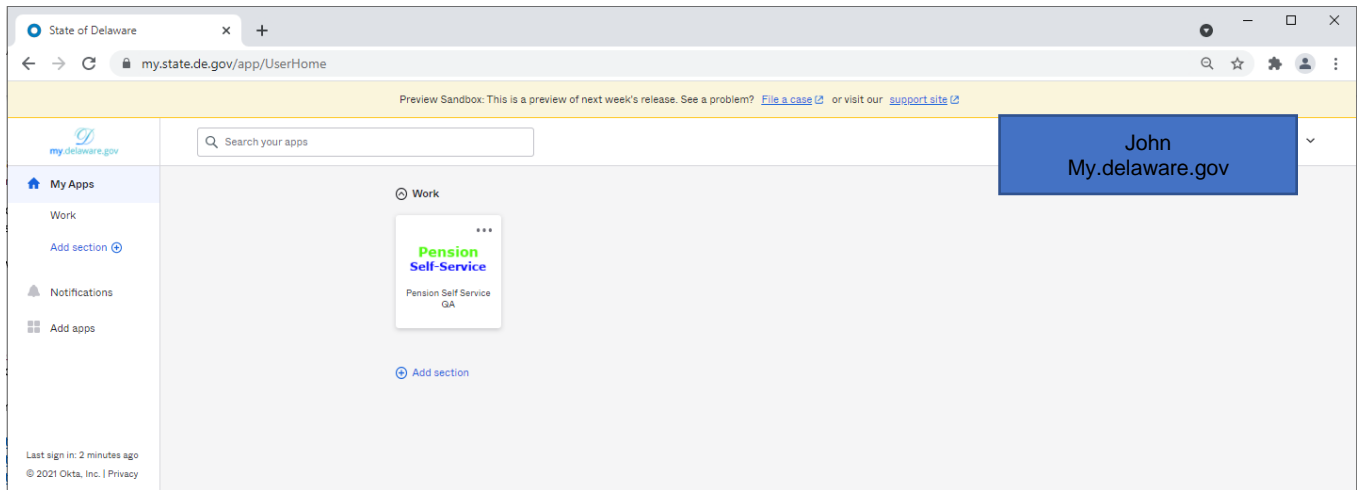 State of Delaware
my.state.de.gov/app/UserHome
Preview Sandbox: This is a preview of next week's release. See a problem? File a case or visit our support site
D
my.delaware.gov
Search your apps
John
My.delaware.gov
My Apps
Work
Add section
Notifications
Add apps
Work
Pension
Self-Service
Pension Self Service
QA
Add section
Last sign in: 2 minutes ago
© 2021 Okta, Inc. | Privacy